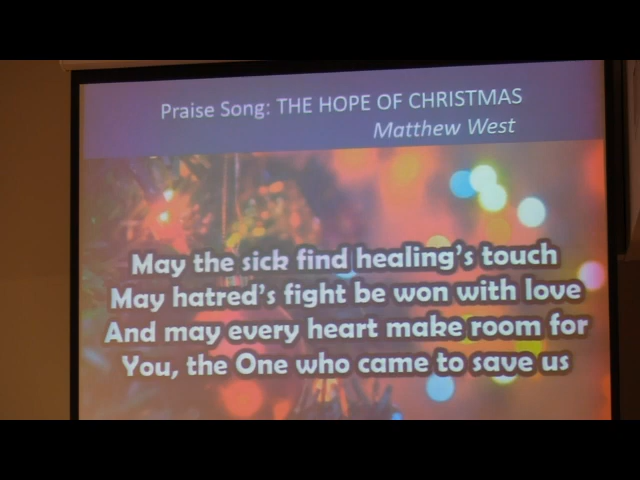 Praise Song: THE HOPE OF CHRISTMAS
Matthew West
May the sick find healing's touch
May hatred's fight be won with love
And may every heart make room for
You, the One who came to save us